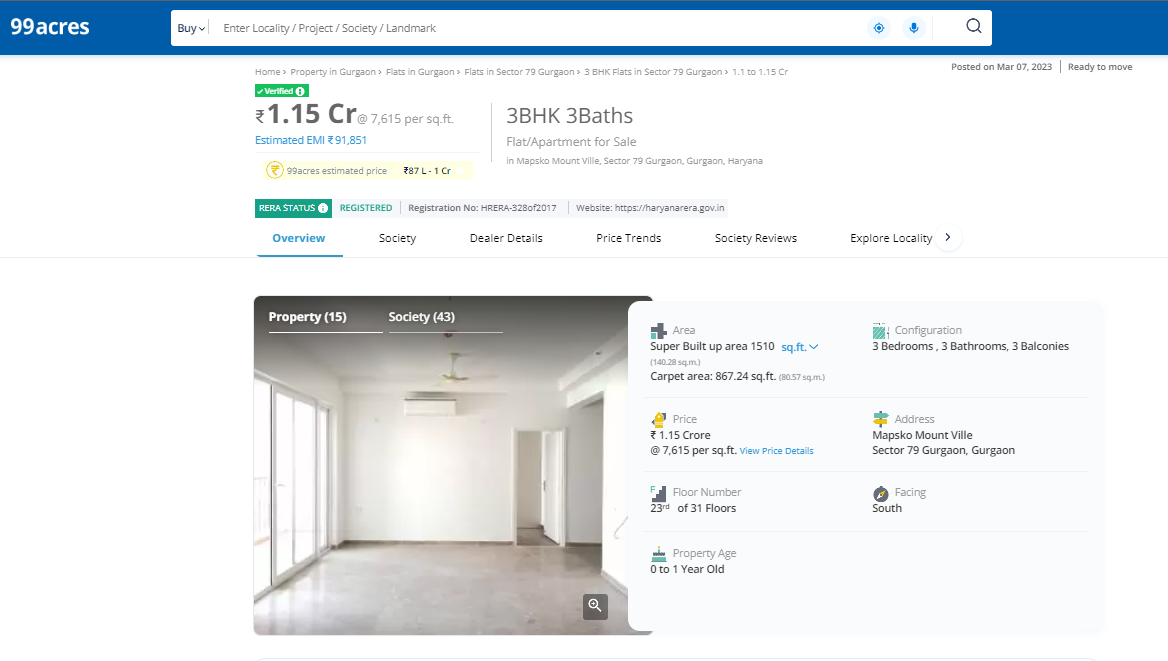 99acres
Buy Enter Locality / Project / Society / Landmark
Home > Property in Gurgaon > Flats in Gurgaon > Flats in Sector 79 Gurgaon > 3 BHK Flats in Sector 79 Gurgaon > 1.1 to 1.15 Cr
Posted on Mar 07, 2023 Ready to move
Verified
₹1.15 Cr @ 7,615 per sq.ft.
Estimated EMI ₹91,851
99acres estimated price ₹87 L - 1 Cr
3BHK 3Baths
Flat/Apartment for Sale
in Mapsko Mount Ville, Sector 79 Gurgaon, Gurgaon, Haryana
RERA STATUS REGISTERED Registration No: HRERA-328of2017 Website: https://haryanarera.gov.in
Overview Society Dealer Details Price Trends Society Reviews Explore Locality
Property (15) Society (43)
Area
Super Built up area 1510 sq.ft.
(140.28 sq.m.)
Carpet area: 867.24 sq.ft. (80.57 sq.m.)
Configuration
3 Bedrooms , 3 Bathrooms, 3 Balconies
Price
₹ 1.15 Crore
@ 7,615 per sq.ft. View Price Details
Address
Mapsko Mount Ville
Sector 79 Gurgaon, Gurgaon
Floor Number
23rd of 31 Floors
Facing
South
Property Age
0 to 1 Year Old